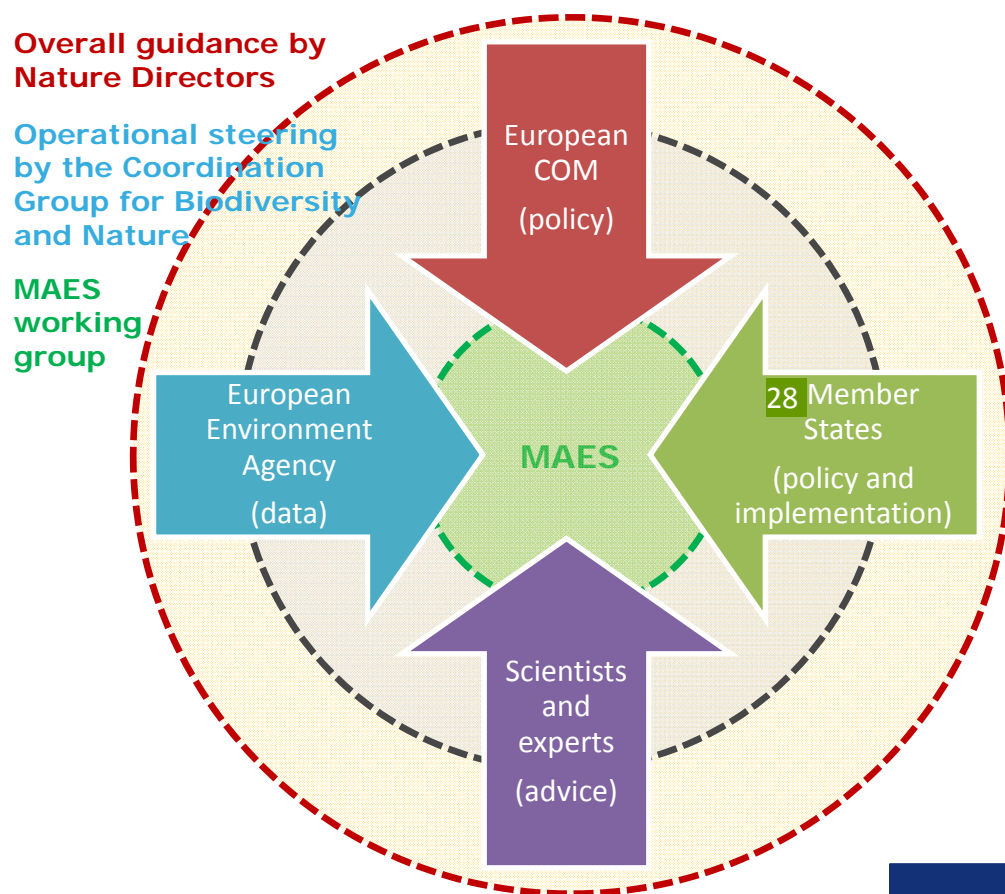 Overall guidance by
Nature Directors
Operational steering
by the Coordination
Group for Biodiversity
and Nature
MAES
working
group
European
COM
(policy)
European
Environment
Agency
(data)
MAES
28 Member
States
(policy and
implementation)
Scientists
and
experts
(advice)